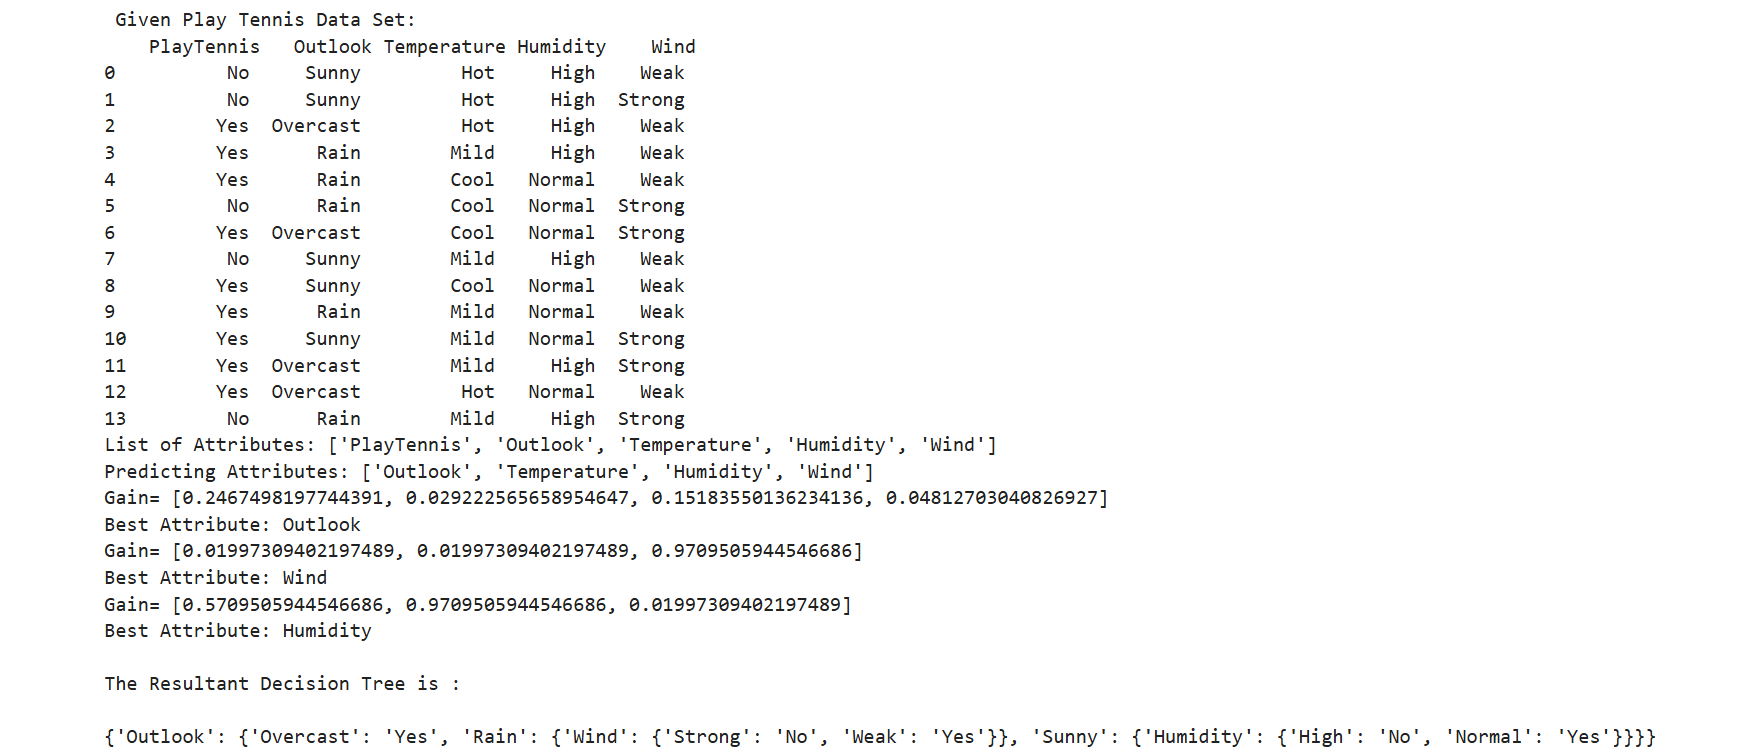 Given Play Tennis Data Set:
PlayTennis Outlook Temperature Humidity Wind
0 No Sunny Hot High Weak
1 No Sunny Hot High Strong
2 Yes Overcast Hot High Weak
3 Yes Rain Mild High Weak
4 Yes Rain Cool Normal Weak
5 No Rain Cool Normal Strong
6 Yes Overcast Cool Normal Strong
7 No Sunny Mild High Weak
8 Yes Sunny Cool Normal Weak
9 Yes Rain Mild Normal Weak
10 Yes Sunny Mild Normal Strong
11 Yes Overcast Mild High Strong
12 Yes Overcast Hot Normal Weak
13 No Rain Mild High Strong
List of Attributes: ['PlayTennis', 'Outlook', 'Temperature', 'Humidity', 'Wind']
Predicting Attributes: ['Outlook', 'Temperature', 'Humidity', 'Wind']
Gain= [0.2467498197744391, 0.029222565658954647, 0.15183550136234136, 0.04812703040826927]
Best Attribute: Outlook
Gain= [0.01997309402197489, 0.01997309402197489, 0.9709505944546686]
Best Attribute: Wind
Gain= [0.5709505944546686, 0.9709505944546686, 0.01997309402197489]
Best Attribute: Humidity
The Resultant Decision Tree is :
{'Outlook': {'Overcast': 'Yes', 'Rain': {'Wind': {'Strong': 'No', 'Weak': 'Yes'}}, 'Sunny': {'Humidity': {'High': 'No', 'Normal': 'Yes'}}}}